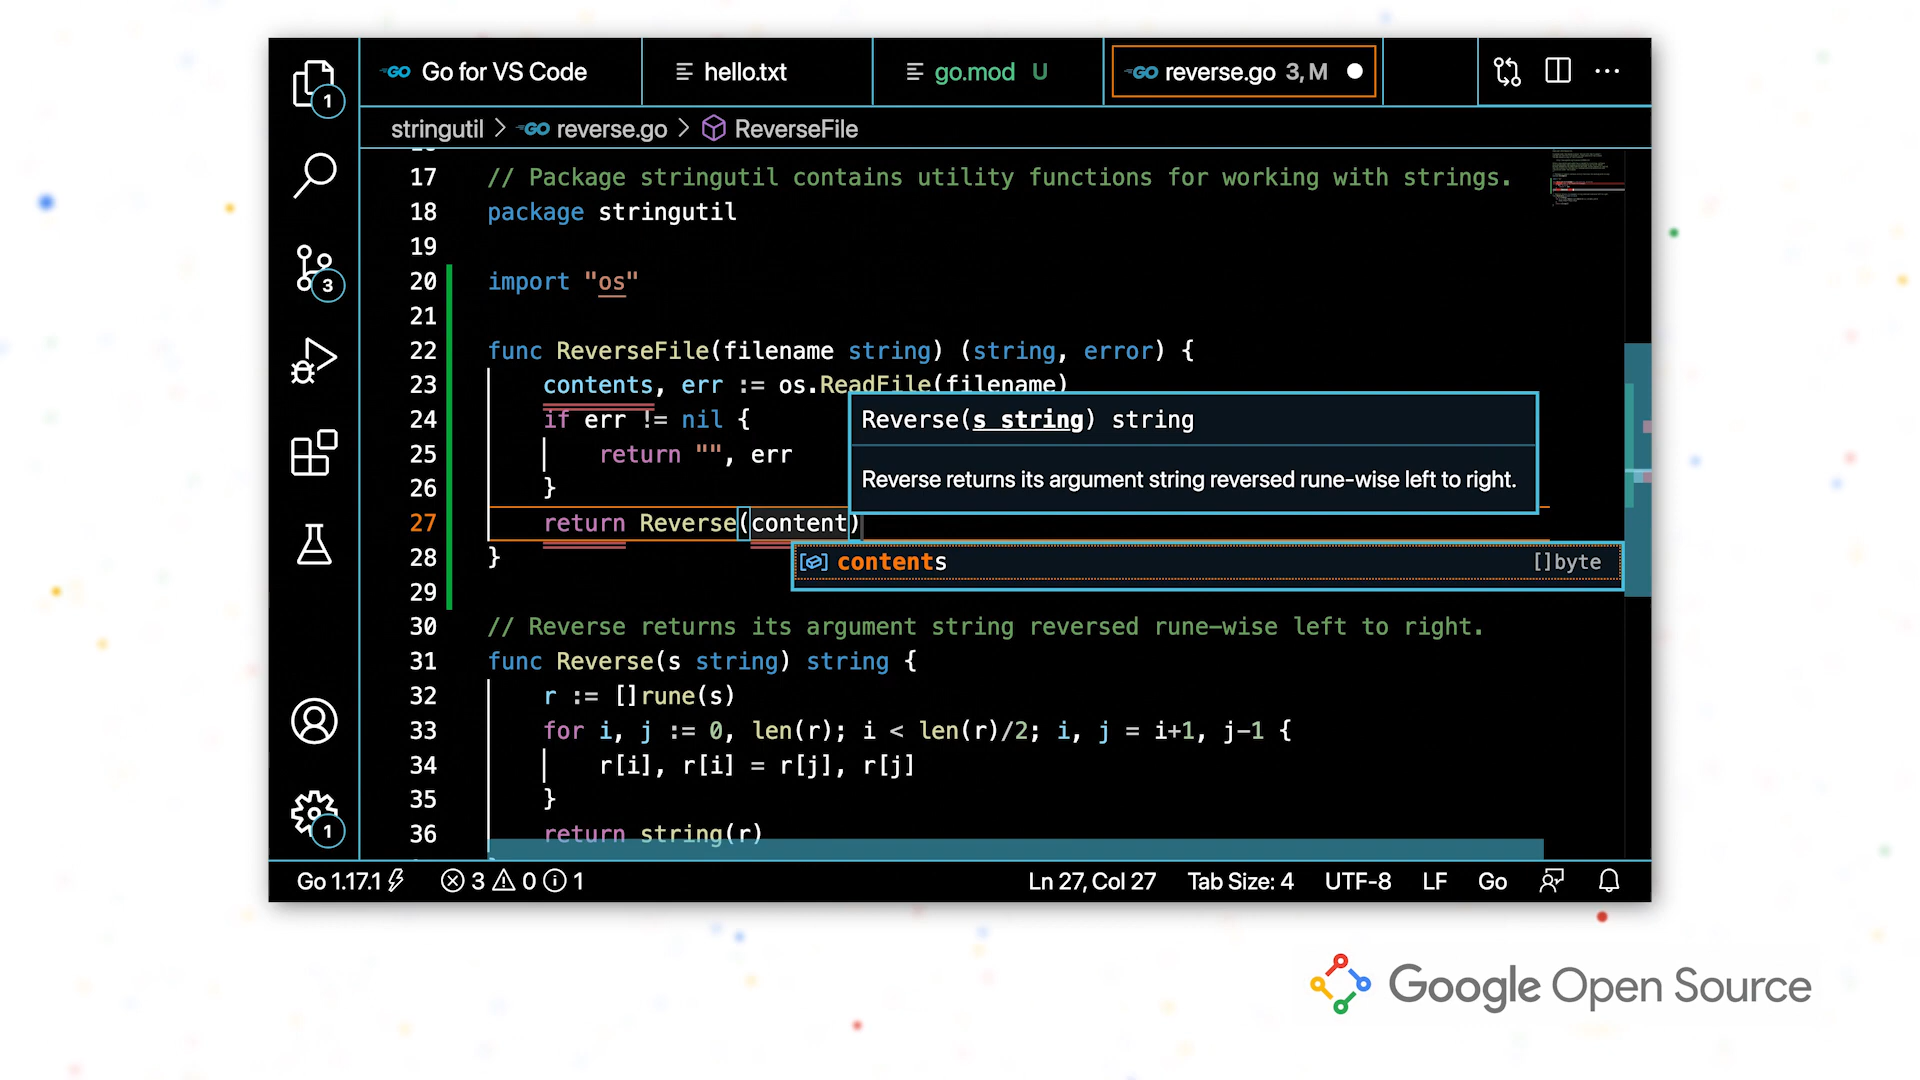 Go for VS Code
hello.txt
go.mod U
reverse.go 3, M
stringutil > reverse.go > ReverseFile
17 // Package stringutil contains utility functions for working with strings.
18 package stringutil
19
20 import "os"
21
22 func ReverseFile(filename string) (string, error) {
23 contents, err := os.ReadFile(filename)
24 if err != nil {
25 return "", err
26 }
27 return Reverse(content)
28 }
29
30 // Reverse returns its argument string reversed rune-wise left to right.
31 func Reverse(s string) string {
32 r := []rune(s)
33 for i, j := 0, len(r); i < len(r)/2; i, j = i+1, j-1 {
34 r[i], r[i] = r[j], r[j]
35 }
36 return string(r)
Reverse(s string) string
Reverse returns its argument string reversed rune-wise left to right.
contents []byte
1
3
1
Go 1.17.1
3 0 1
Ln 27, Col 27
Tab Size: 4
UTF-8
LF
Go
Google Open Source